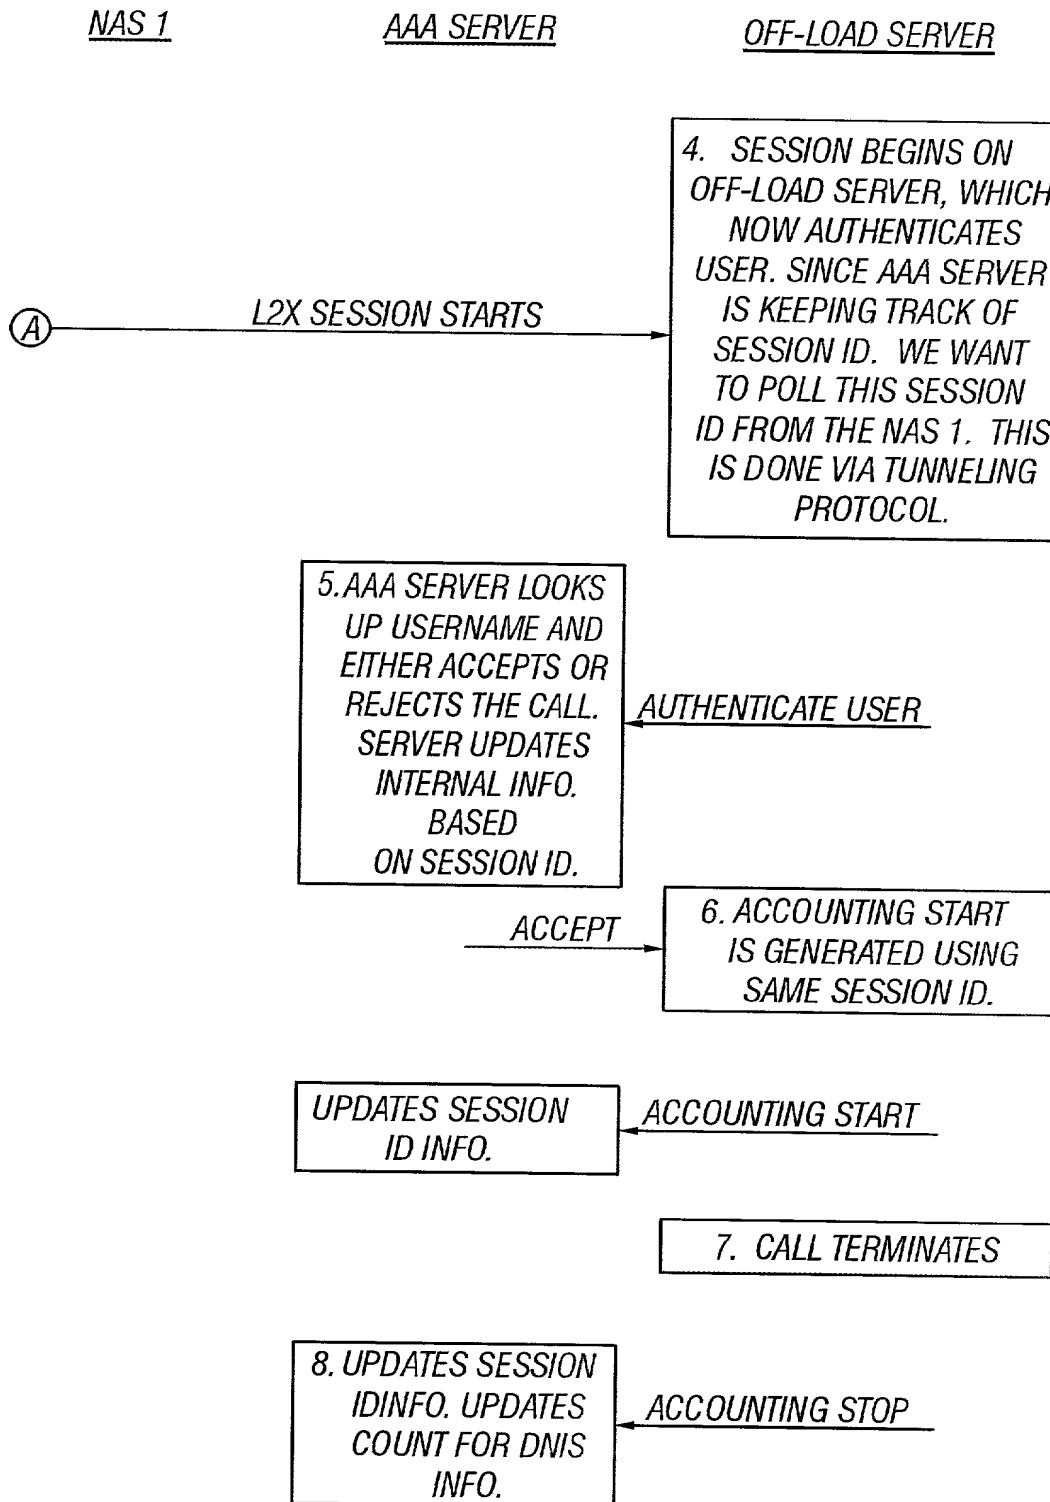 NAS 1
AAA SERVER
OFF-LOAD SERVER
4. SESSION BEGINS ON
OFF-LOAD SERVER, WHICH
NOW AUTHENTICATES
USER. SINCE AAA SERVER
IS KEEPING TRACK OF
SESSION ID. WE WANT
TO POLL THIS SESSION
ID FROM THE NAS 1. THIS
IS DONE VIA TUNNELING
PROTOCOL.
A
L2X SESSION STARTS
5. AAA SERVER LOOKS
UP USERNAME AND
EITHER ACCEPTS OR
REJECTS THE CALL.
SERVER UPDATES
INTERNAL INFO.
BASED
ON SESSION ID.
AUTHENTICATE USER
ACCEPT
6. ACCOUNTING START
IS GENERATED USING
SAME SESSION ID.
UPDATES SESSION
ID INFO.
ACCOUNTING START
7. CALL TERMINATES
8. UPDATES SESSION
IDINFO. UPDATES
COUNT FOR DNIS
INFO.
ACCOUNTING STOP